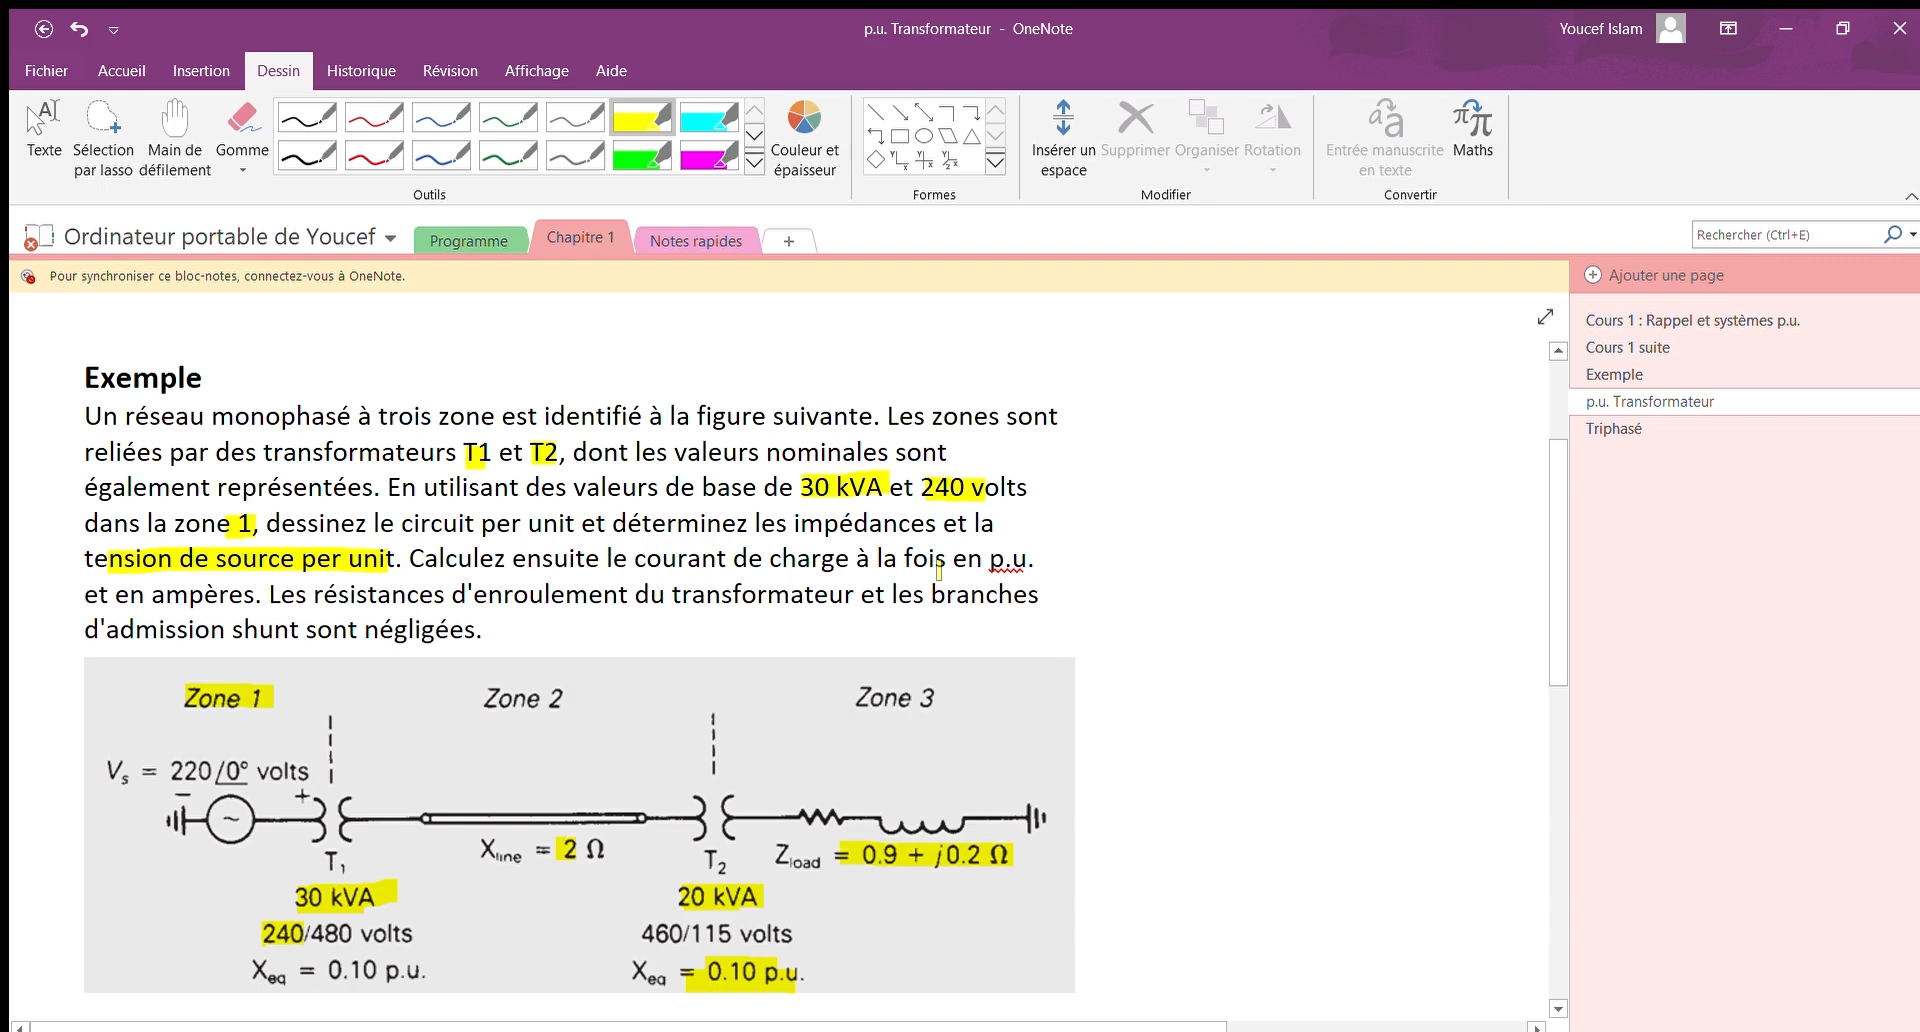 p.u. Transformateur - OneNote
Youcef Islam
Fichier Accueil Insertion Dessin Historique Révision Affichage Aide
Texte
Sélection par lasso
Main de défilement
Gomme
Couleur et épaisseur
Insérer un espace
Supprimer
Organiser
Rotation
Entrée manuscrite en texte
Maths
Outils
Formes
Modifier
Convertir
Ordinateur portable de Youcef
Programme
Chapitre 1
Notes rapides
+
Rechercher (Ctrl+E)
Pour synchroniser ce bloc-notes, connectez-vous à OneNote.
Ajouter une page
Cours 1 : Rappel et systèmes p.u.
Cours 1 suite
Exemple
p.u. Transformateur
Triphasé
Exemple
Un réseau monophasé à trois zone est identifié à la figure suivante. Les zones sont
reliées par des transformateurs T1 et T2, dont les valeurs nominales sont
également représentées. En utilisant des valeurs de base de 30 kVA et 240 volts
dans la zone 1, dessinez le circuit per unit et déterminez les impédances et la
tension de source per unit. Calculez ensuite le courant de charge à la fois en p.u.
et en ampères. Les résistances d'enroulement du transformateur et les branches
d'admission shunt sont négligées.
Zone 1 Zone 2 Zone 3
Vs = 220/0° volts
− +
~
T1
Xline = 2 Ω
T2
Zload = 0.9 + j0.2 Ω
30 kVA
20 kVA
240/480 volts
460/115 volts
Xeq = 0.10 p.u.
Xeq = 0.10 p.u.